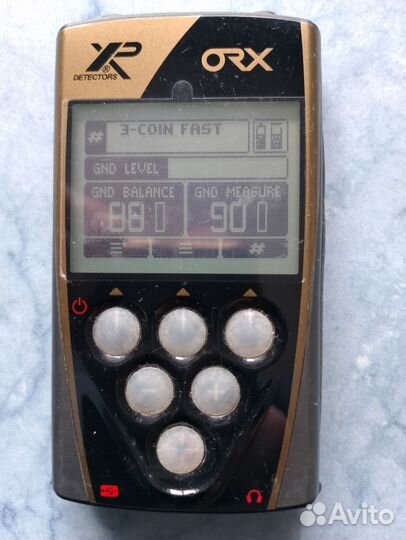 XP ORX
® DETECTORS
# 3-COIN FAST
GND LEVEL
GND BALANCE GND MEASURE
88 90
#
Avito